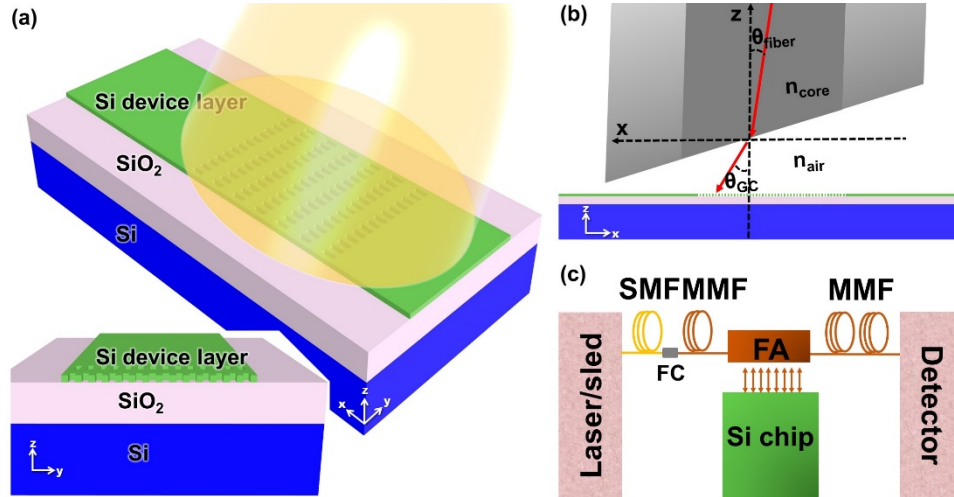 (a)
Si device layer
SiO₂
Si
x
z
y
Si device layer
SiO₂
Si
z
y
(b)
z
θfiber
ncore
x
nair
θGC
z
x
(c)
SMF MMF
MMF
Laser/sled
FC
FA
Si chip
Detector